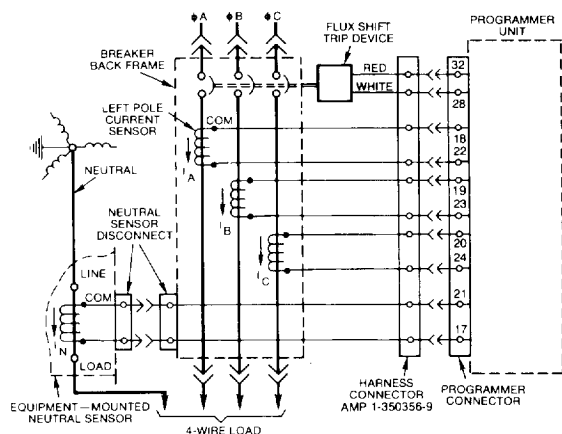 ϕA ϕB ϕC
FLUX SHIFT
TRIP DEVICE
PROGRAMMER
UNIT
BREAKER
BACK FRAME
RED
32
WHITE
28
LEFT POLE
CURRENT
SENSOR
COM
18
I A
22
NEUTRAL
19
23
NEUTRAL
SENSOR
DISCONNECT
I B
20
24
LINE
I C
COM
21
17
I N
LOAD
EQUIPMENT—MOUNTED
NEUTRAL SENSOR
4-WIRE LOAD
HARNESS
CONNECTOR
AMP 1-350356-9
PROGRAMMER
CONNECTOR